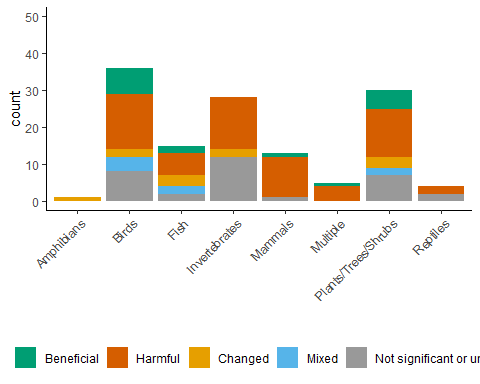 50
40
30
20
10
0
count
Amphibians
Birds
Fish
Invertebrates
Mammals
Multiple
Plants/Trees/Shrubs
Reptiles
Beneficial Harmful Changed Mixed Not significant or